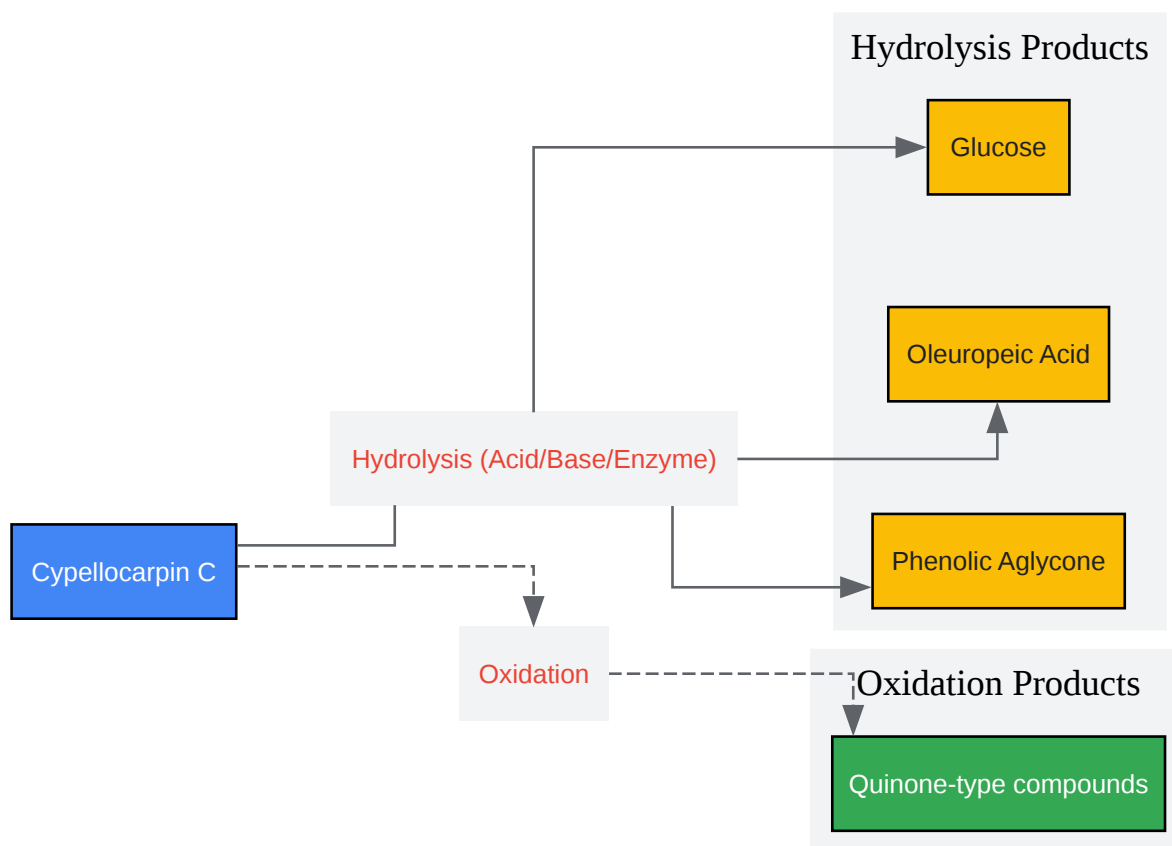 Hydrolysis Products
Glucose
Oleuropeic Acid
Hydrolysis (Acid/Base/Enzyme)
Phenolic Aglycone
Cypellocarpin C
Oxidation
Oxidation Products
Quinone-type compounds